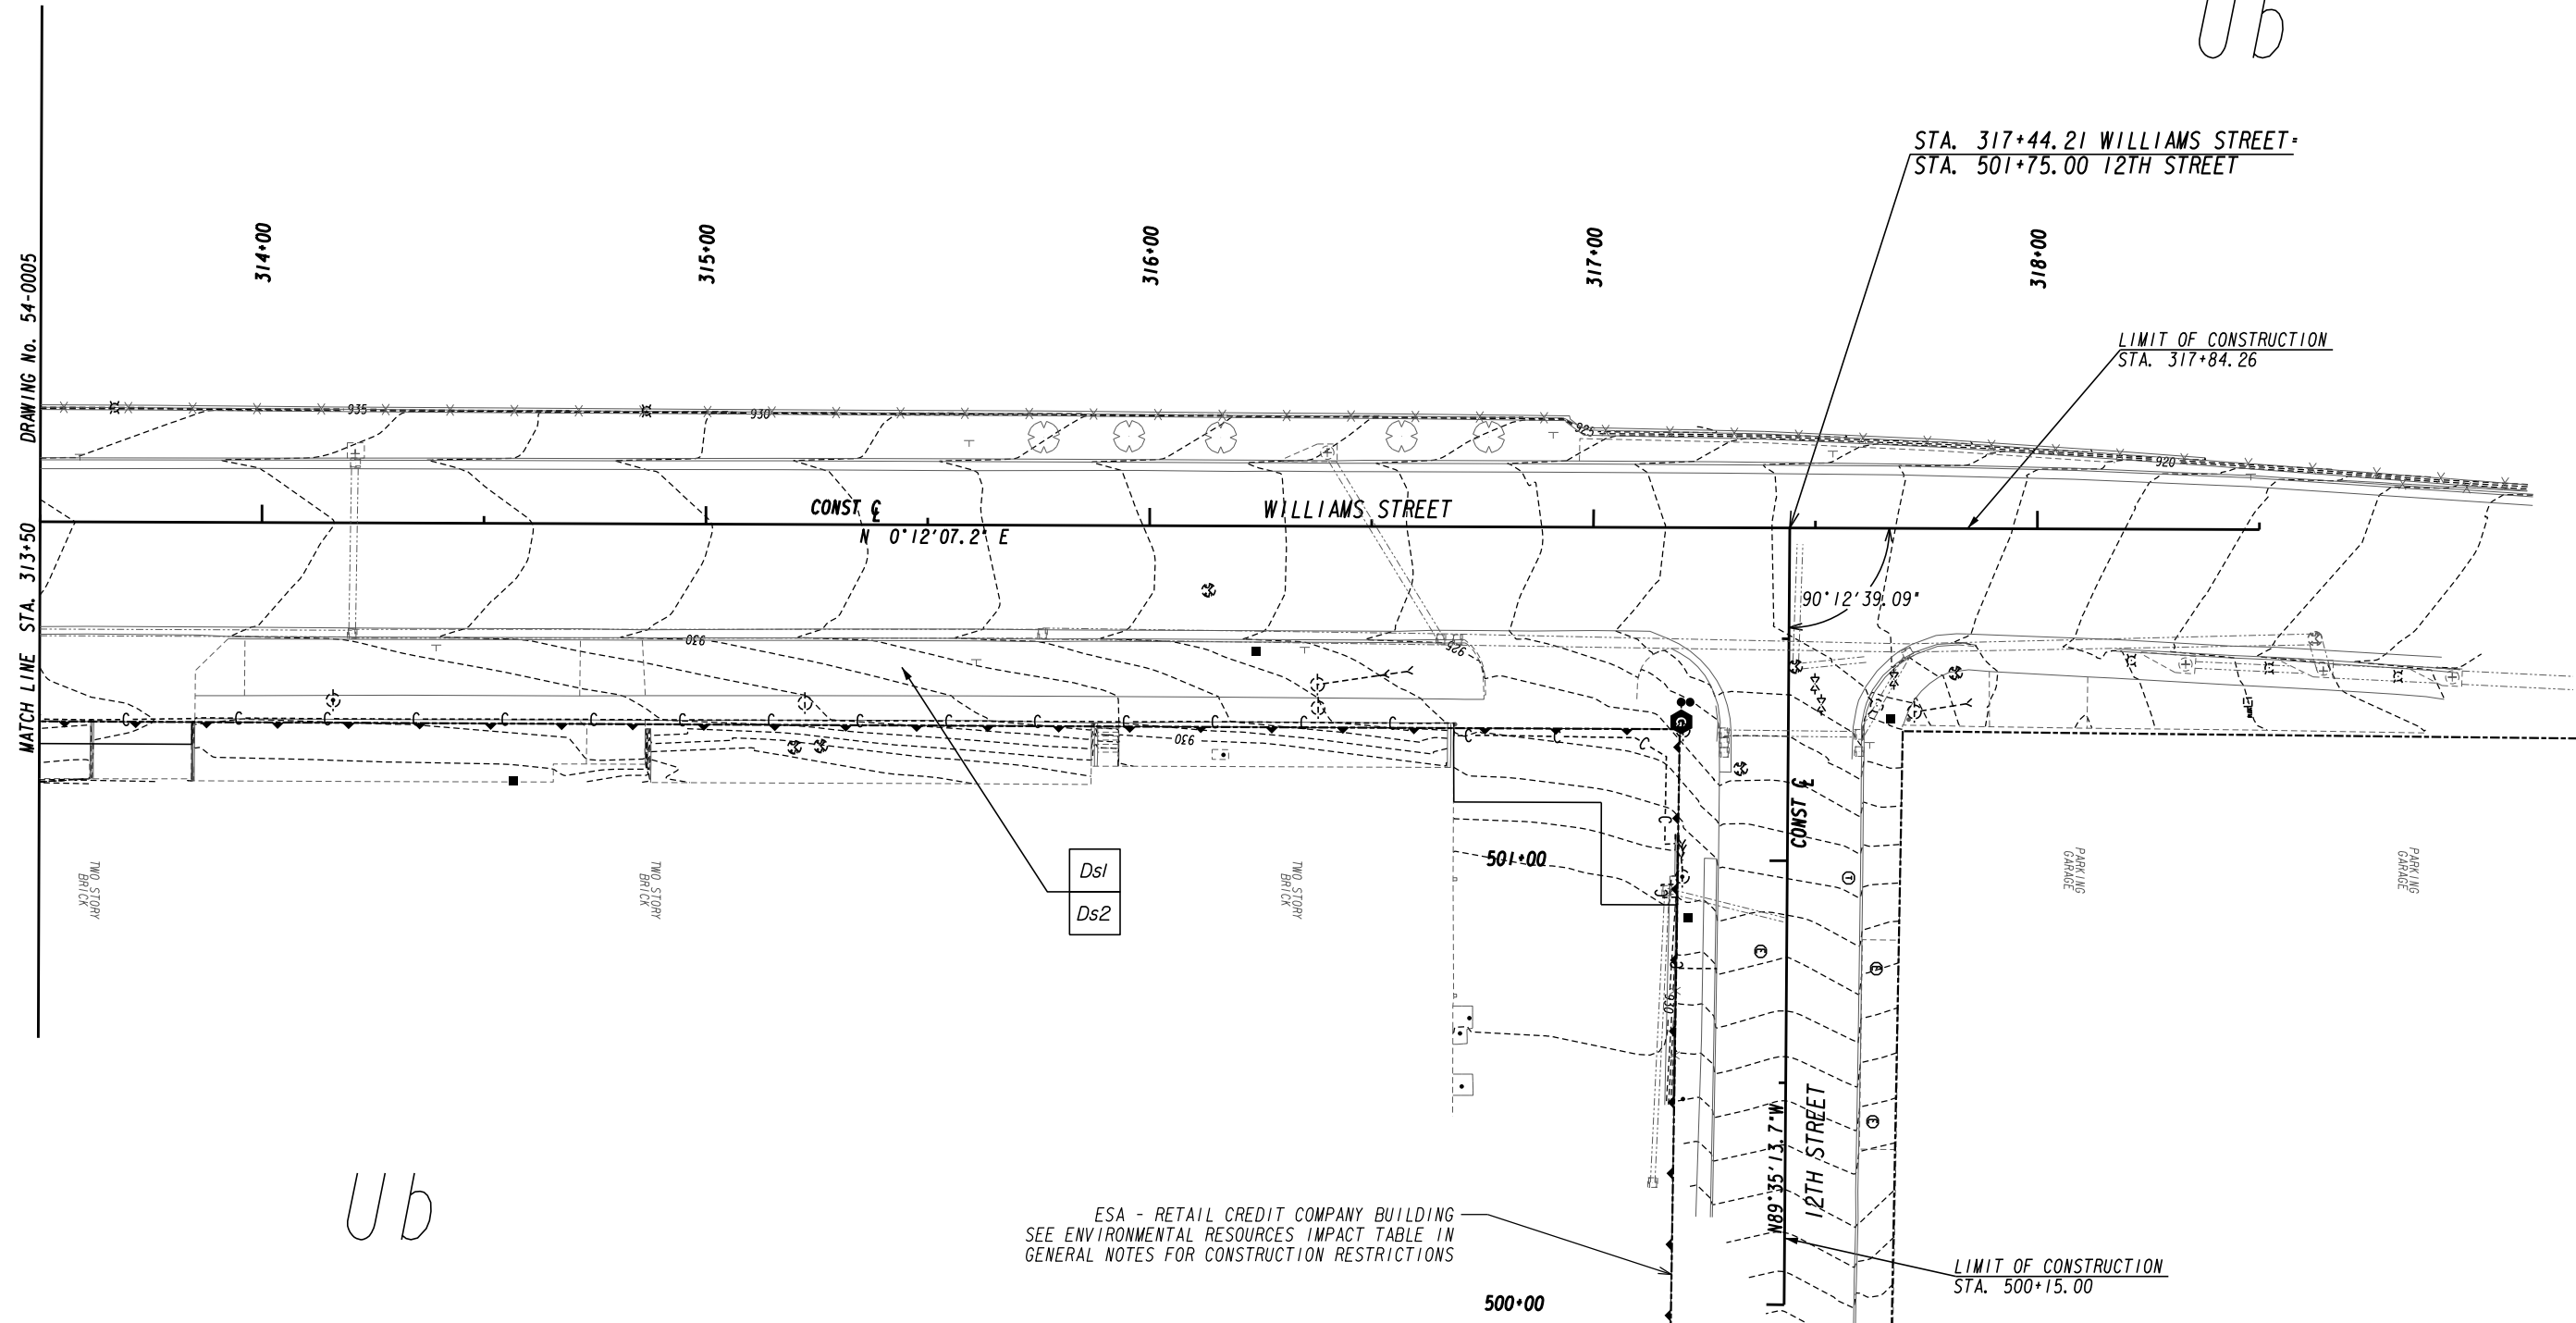 Ub
STA. 317+44.21 WILLIAMS STREET=
STA. 501+75.00 12TH STREET
314+00
315+00
316+00
317+00
318+00
LIMIT OF CONSTRUCTION
STA. 317+84.26
MATCH LINE STA. 313+50 DRAWING No. 54-0005
935
930
925
920
CONST ℄
WILLIAMS STREET
N 0°12'07.2" E
90°12'39.09"
930
925
C C C C C C C C C C C C C C C
C C C
G
930
CONST ℄
TWO STORY
BRICK
TWO STORY
BRICK
TWO STORY
BRICK
PARKING
GARAGE
PARKING
GARAGE
Ds1
Ds2
501+00
T
E
E
E
930
N89°35'13.7"W
12TH STREET
Ub
ESA - RETAIL CREDIT COMPANY BUILDING
SEE ENVIRONMENTAL RESOURCES IMPACT TABLE IN
GENERAL NOTES FOR CONSTRUCTION RESTRICTIONS
LIMIT OF CONSTRUCTION
STA. 500+15.00
500+00